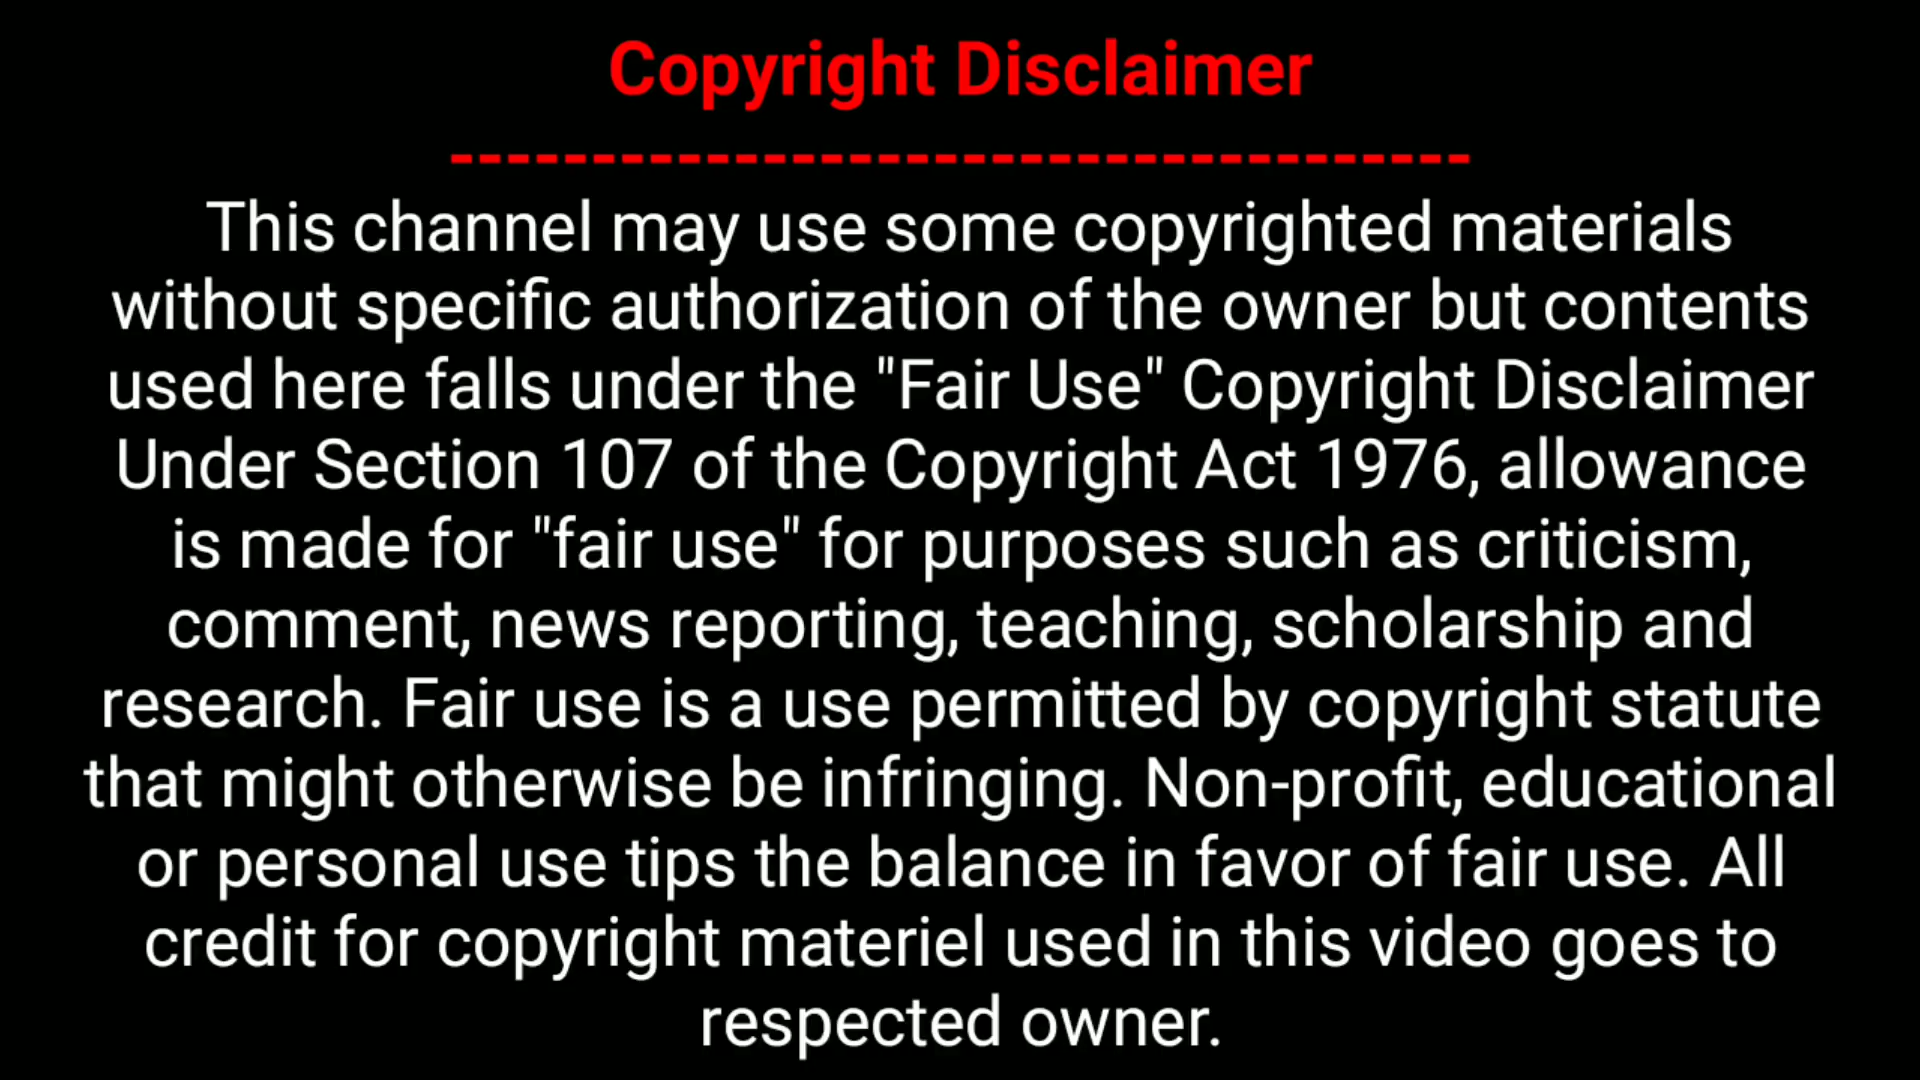 Copyright Disclaimer
------------------------------------
This channel may use some copyrighted materials
without specific authorization of the owner but contents
used here falls under the "Fair Use" Copyright Disclaimer
Under Section 107 of the Copyright Act 1976, allowance
is made for "fair use" for purposes such as criticism,
comment, news reporting, teaching, scholarship and
research. Fair use is a use permitted by copyright statute
that might otherwise be infringing. Non-profit, educational
or personal use tips the balance in favor of fair use. All
credit for copyright materiel used in this video goes to
respected owner.